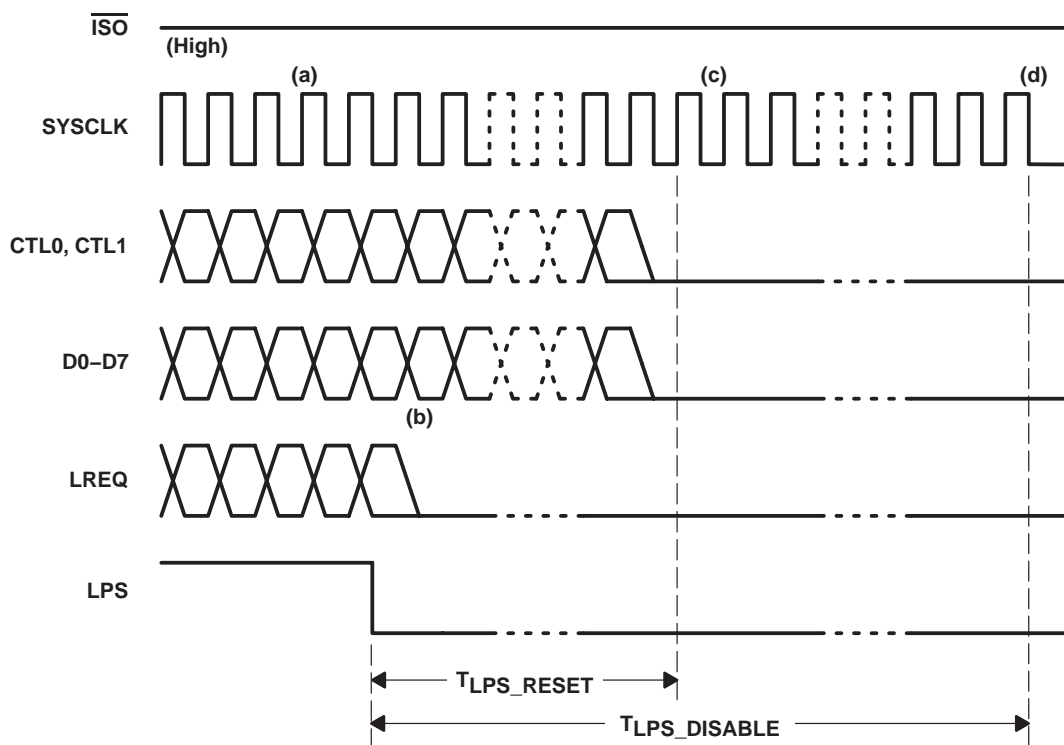 ISO
(High)
(a) (c) (d)
SYSCLK
CTL0, CTL1
D0–D7
(b)
LREQ
LPS
TLPS_RESET
TLPS_DISABLE